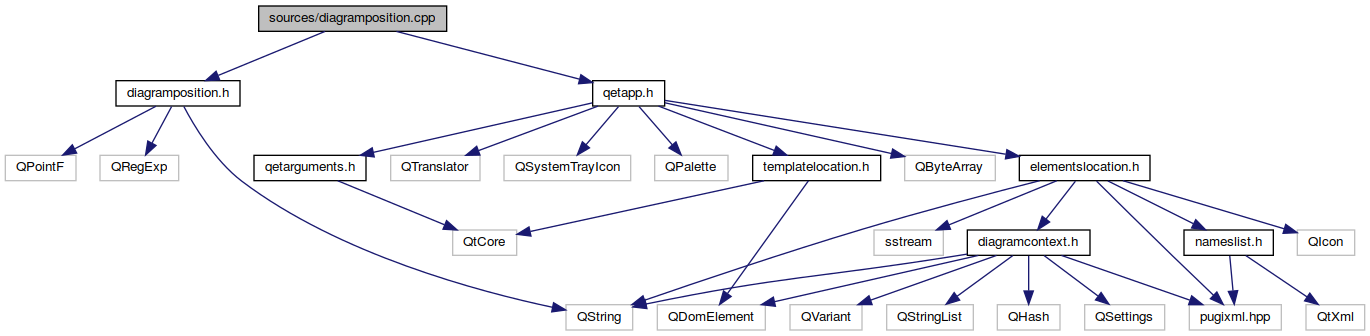 sources/diagramposition.cpp
diagramposition.h
qetapp.h
QPointF
QRegExp
qetarguments.h
QTranslator
QSystemTrayIcon
QPalette
templatelocation.h
QByteArray
elementslocation.h
QtCore
sstream
diagramcontext.h
nameslist.h
QIcon
QString
QDomElement
QVariant
QStringList
QHash
QSettings
pugixml.hpp
QtXml